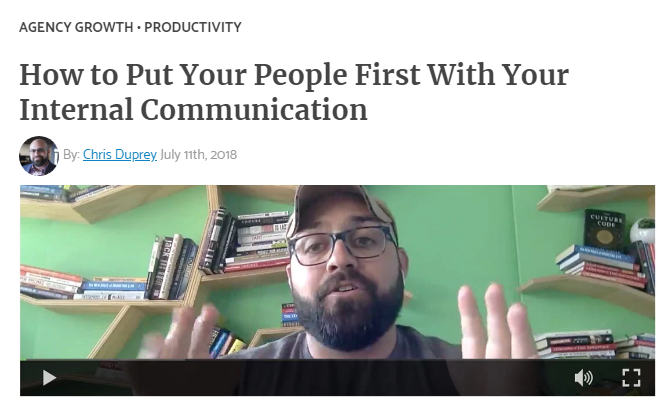 AGENCY GROWTH • PRODUCTIVITY
How to Put Your People First With Your
Internal Communication
By: Chris Duprey July 11th, 2018
THE
CULTURE
CODE